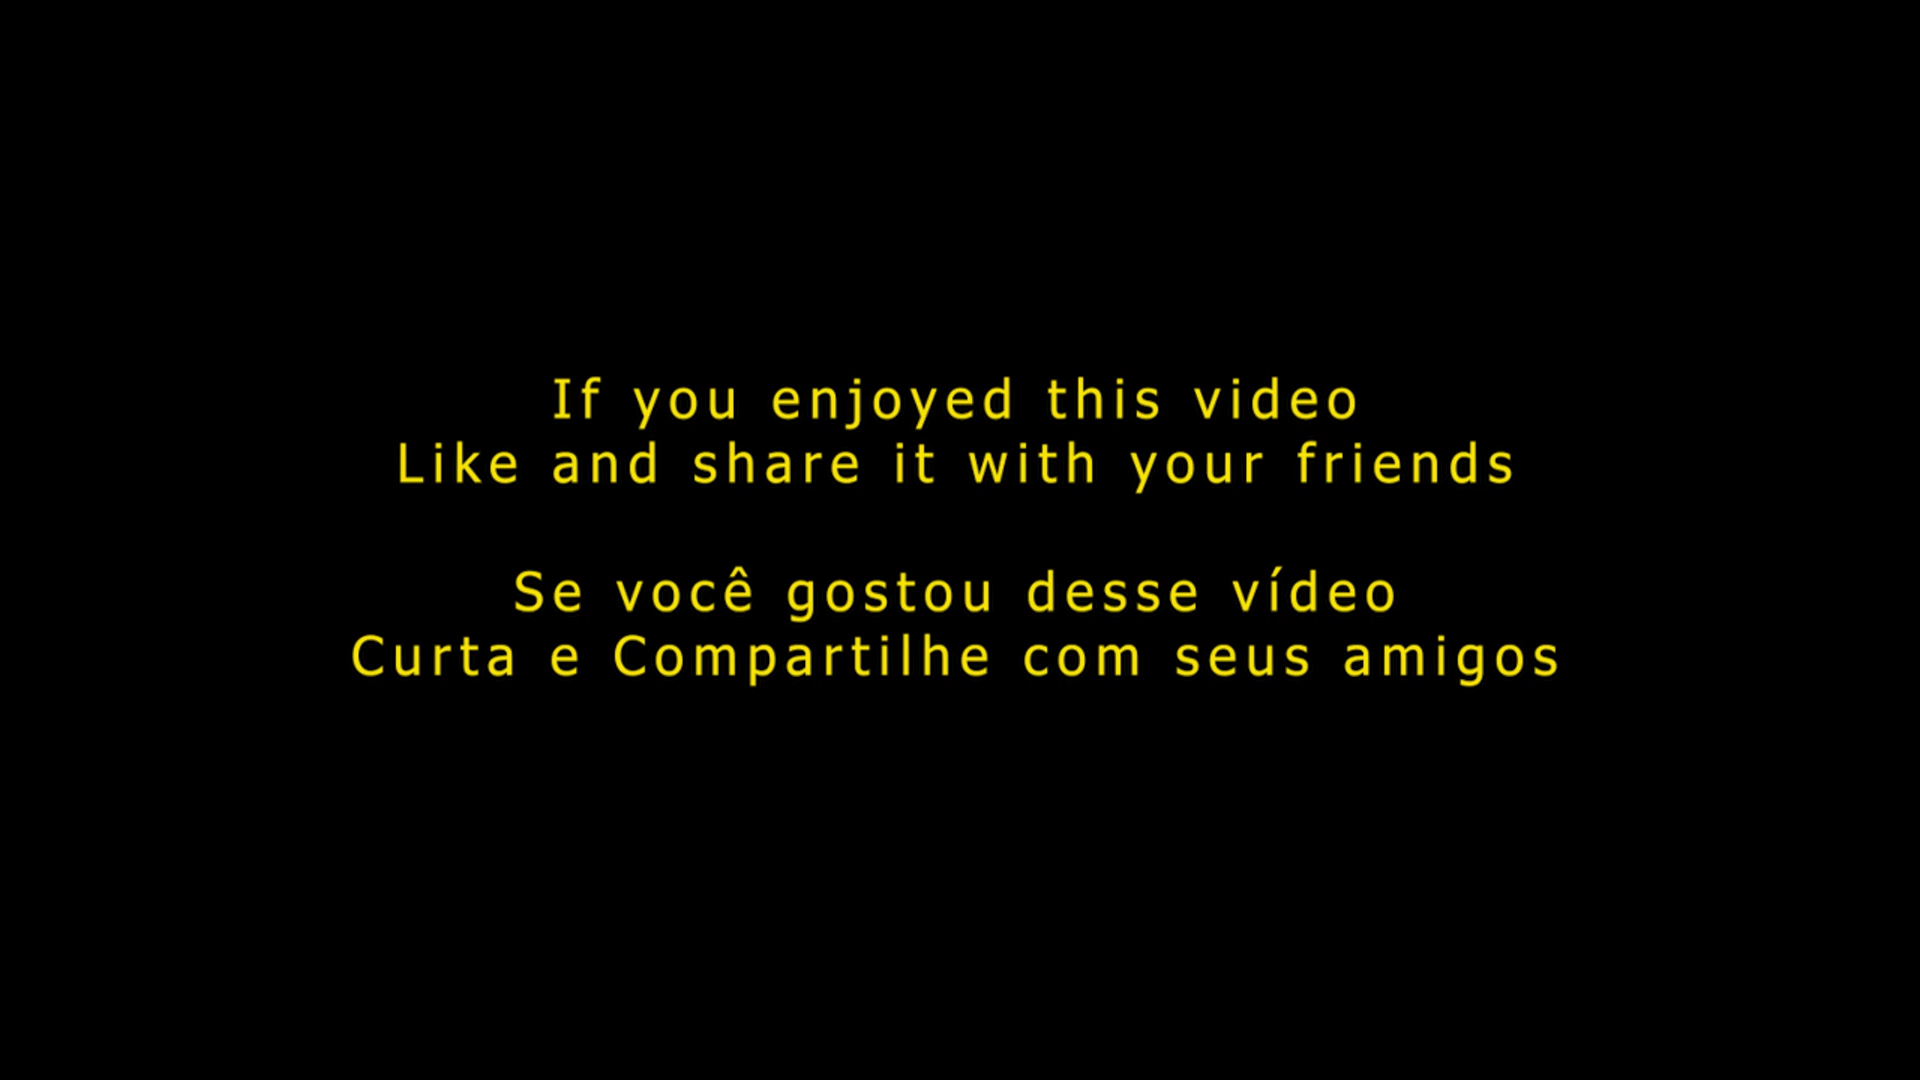 If you enjoyed this video
Like and share it with your friends
Se você gostou desse vídeo
Curta e Compartilhe com seus amigos